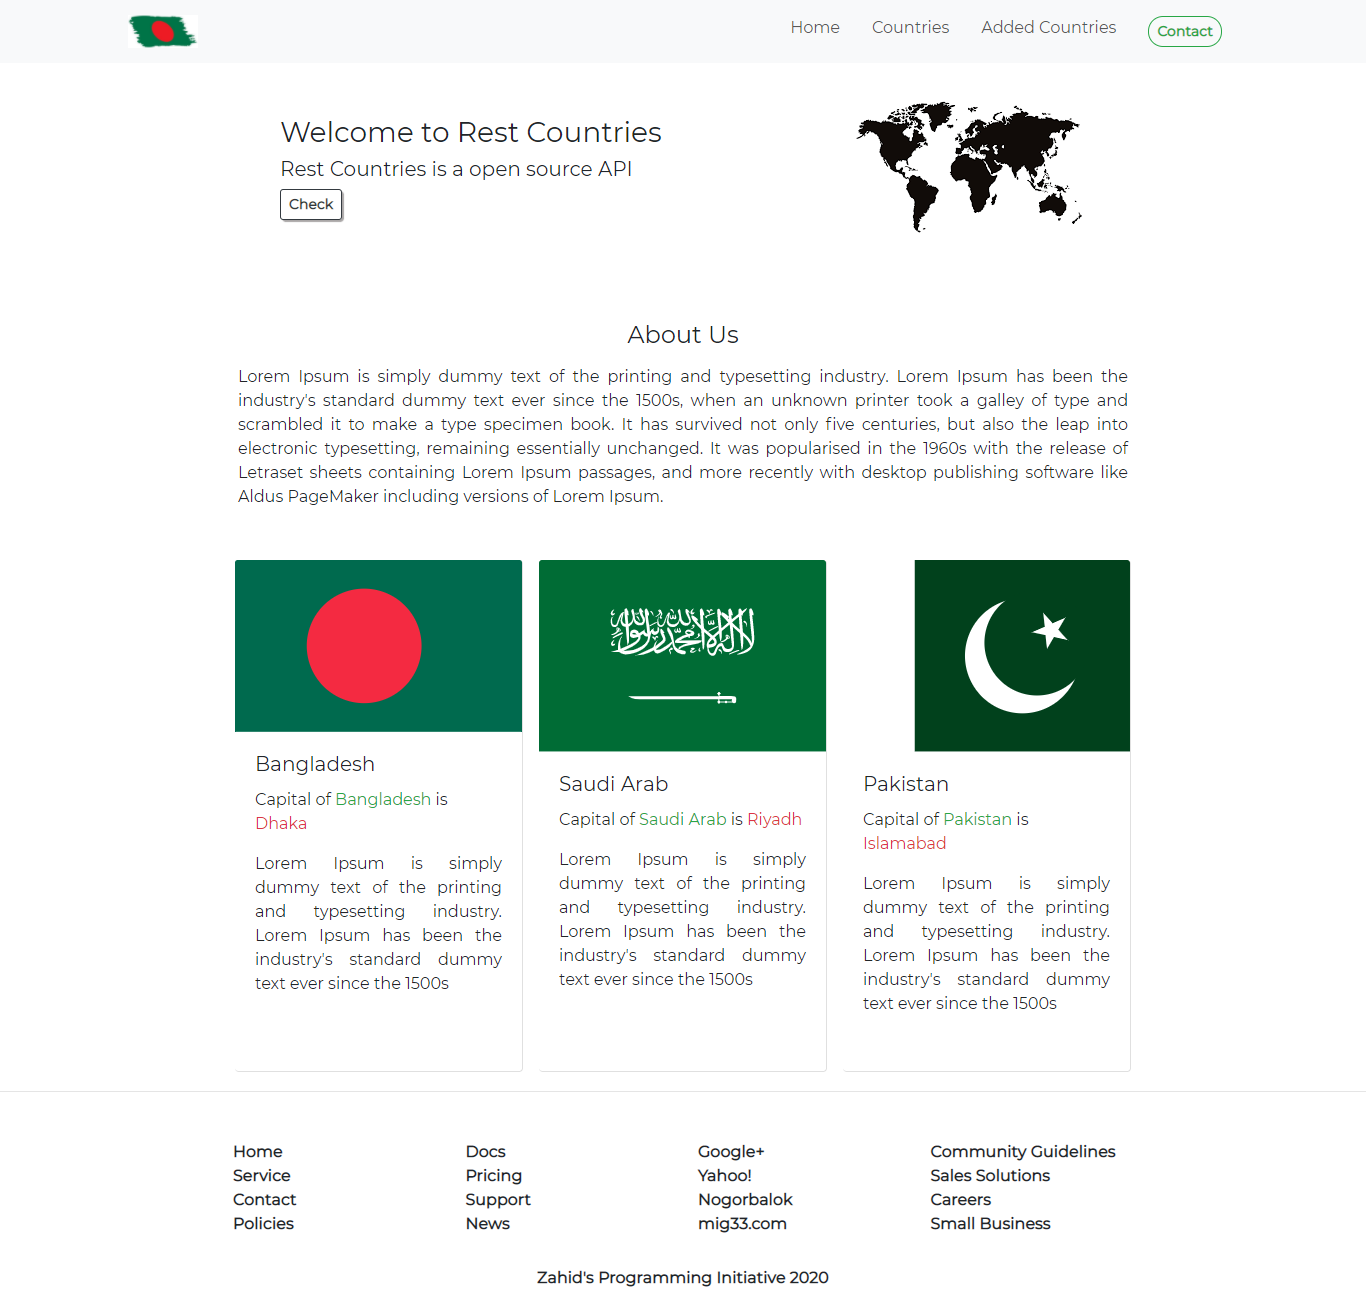 Home Countries Added Countries Contact
Welcome to Rest Countries
Rest Countries is a open source API
Check
About Us
Lorem Ipsum is simply dummy text of the printing and typesetting industry. Lorem Ipsum has been the
industry's standard dummy text ever since the 1500s, when an unknown printer took a galley of type and
scrambled it to make a type specimen book. It has survived not only five centuries, but also the leap into
electronic typesetting, remaining essentially unchanged. It was popularised in the 1960s with the release of
Letraset sheets containing Lorem Ipsum passages, and more recently with desktop publishing software like
Aldus PageMaker including versions of Lorem Ipsum.
Bangladesh
Capital of Bangladesh is
Dhaka
Lorem Ipsum is simply
dummy text of the printing
and typesetting industry.
Lorem Ipsum has been the
industry's standard dummy
text ever since the 1500s
لا إله إلا الله محمد رسول الله
Saudi Arab
Capital of Saudi Arab is Riyadh
Lorem Ipsum is simply
dummy text of the printing
and typesetting industry.
Lorem Ipsum has been the
industry's standard dummy
text ever since the 1500s
Pakistan
Capital of Pakistan is
Islamabad
Lorem Ipsum is simply
dummy text of the printing
and typesetting industry.
Lorem Ipsum has been the
industry's standard dummy
text ever since the 1500s
Home
Service
Contact
Policies
Docs
Pricing
Support
News
Google+
Yahoo!
Nogorbalok
mig33.com
Community Guidelines
Sales Solutions
Careers
Small Business
Zahid's Programming Initiative 2020